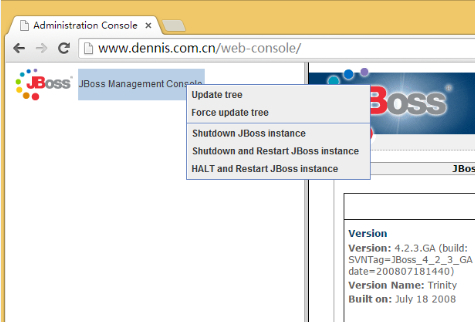 Administration Console
www.dennis.com.cn/web-console/
JBoss
JBoss Management Console
Update tree
Force update tree
Shutdown JBoss instance
Shutdown and Restart JBoss instance
HALT and Restart JBoss instance
JBoss
JBos
Version
Version: 4.2.3.GA (build:
SVNTag=JBoss_4_2_3_GA
date=200807181440)
Version Name: Trinity
Built on: July 18 2008